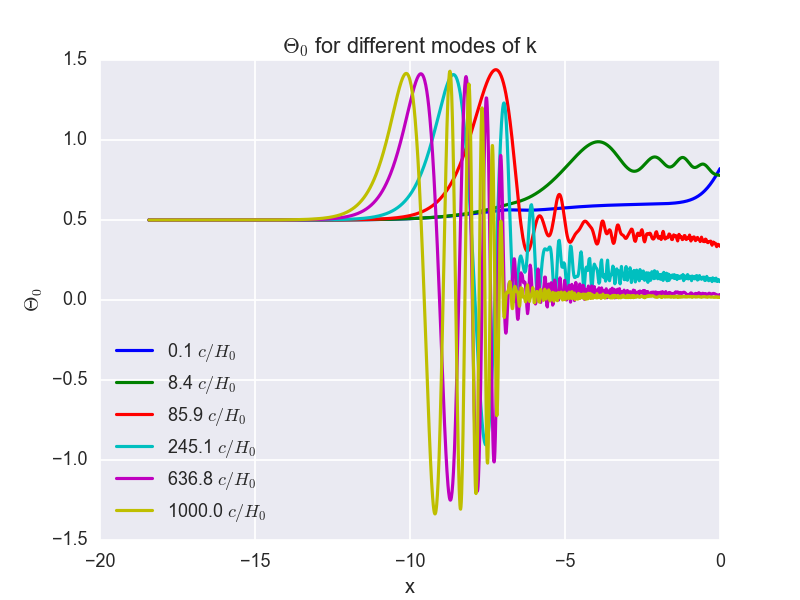 Θ₀ for different modes of k
1.5
1.0
0.5
0.0
−0.5
−1.0
−1.5
Θ₀
0.1 c/H₀
8.4 c/H₀
85.9 c/H₀
245.1 c/H₀
636.8 c/H₀
1000.0 c/H₀
−20 −15 −10 −5 0
x